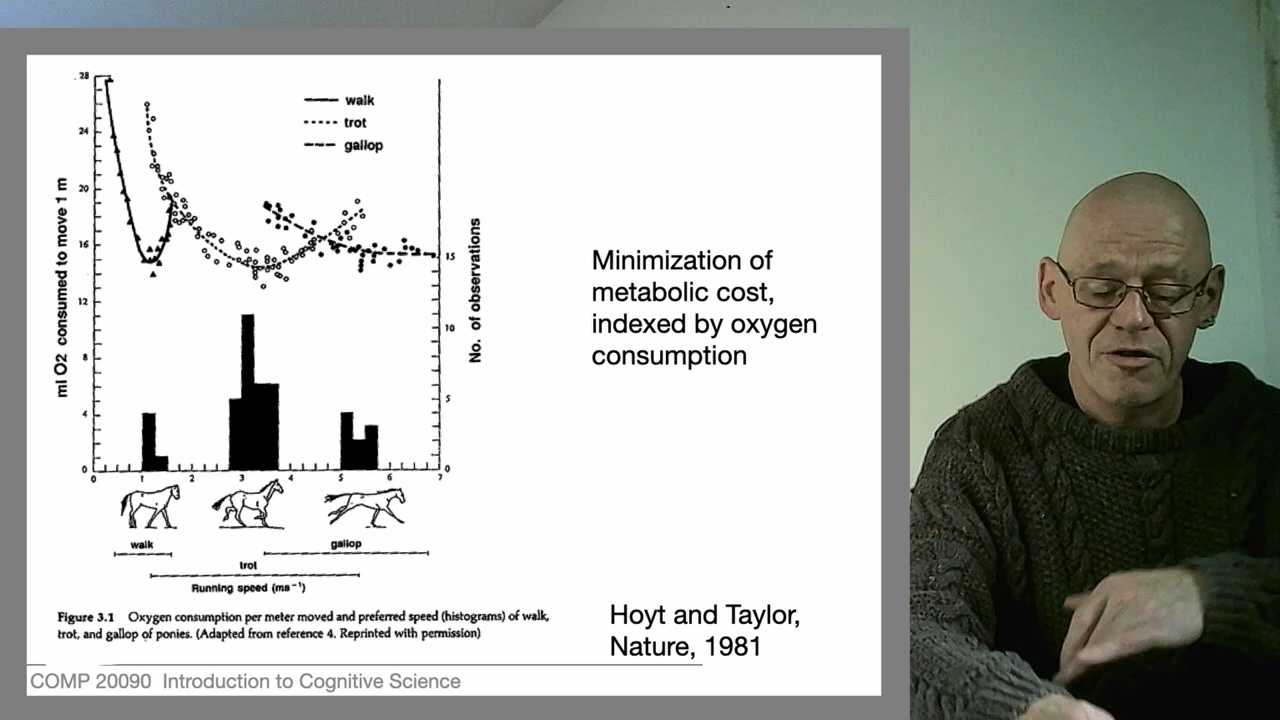 28
24
20
16
12
8
4
0
ml O2 consumed to move 1 m
walk
trot
gallop
15
10
5
0
No. of observations
0 1 2 3 4 5 6 7
walk
gallop
trot
Running speed (ms⁻¹)
Figure 3.1 Oxygen consumption per meter moved and preferred speed (histograms) of walk,
trot, and gallop of ponies. (Adapted from reference 4. Reprinted with permission)
Minimization of
metabolic cost,
indexed by oxygen
consumption
Hoyt and Taylor,
Nature, 1981
COMP 20090 Introduction to Cognitive Science